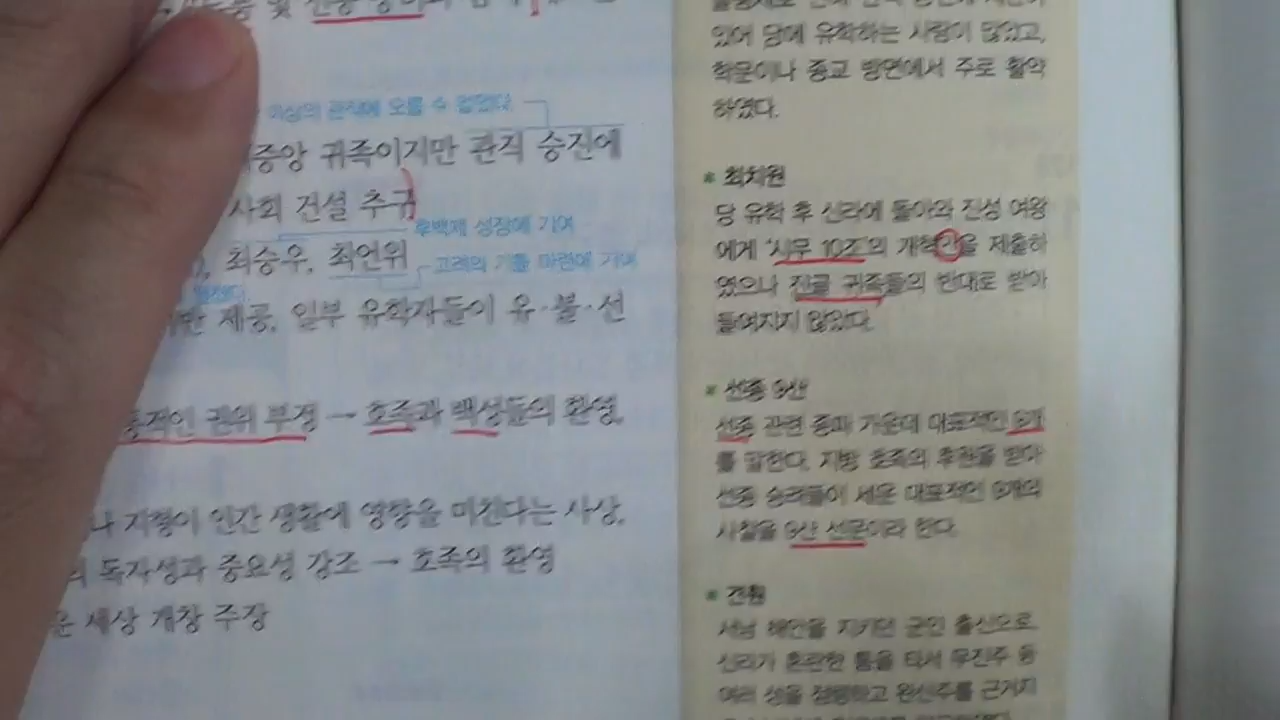 이상의 관직에 오를 수 없었다.
중앙 귀족이지만 관직 승진에
사회 건설 추구
후백제 성장에 기여
최승우, 최언위
고려의 기틀 마련에 기여
제공, 일부 유학자들이 유·불·선
권위 부정 → 호족과 백성들의 환영,
지형이 인간 생활에 영향을 미친다는 사상,
독자성과 중요성 강조 → 호족의 환영
세상 개창 주장
있어 당에 유학하는 사람이 많았고,
학문이나 종교 방면에서 주로 활약
하였다.
* 최치원
당 유학 후 신라에 돌아와 진성 여왕
에게 '시무 10조'의 개혁안을 제출하
였으나 진골 귀족들의 반대로 받아
들여지지 않았다.
* 선종 9산
선종 관련 종파 가운데 대표적인 9개
를 말한다. 지방 호족의 후원을 받아
선종 승려들이 세운 대표적인 9개의
사찰을 9산 선문이라 한다.
* 견훤
서남 해안을 지키던 군인 출신으로
신라가 혼란한 틈을 타서 무진주 등
여러 성을 점령하고 완산주를 근거지